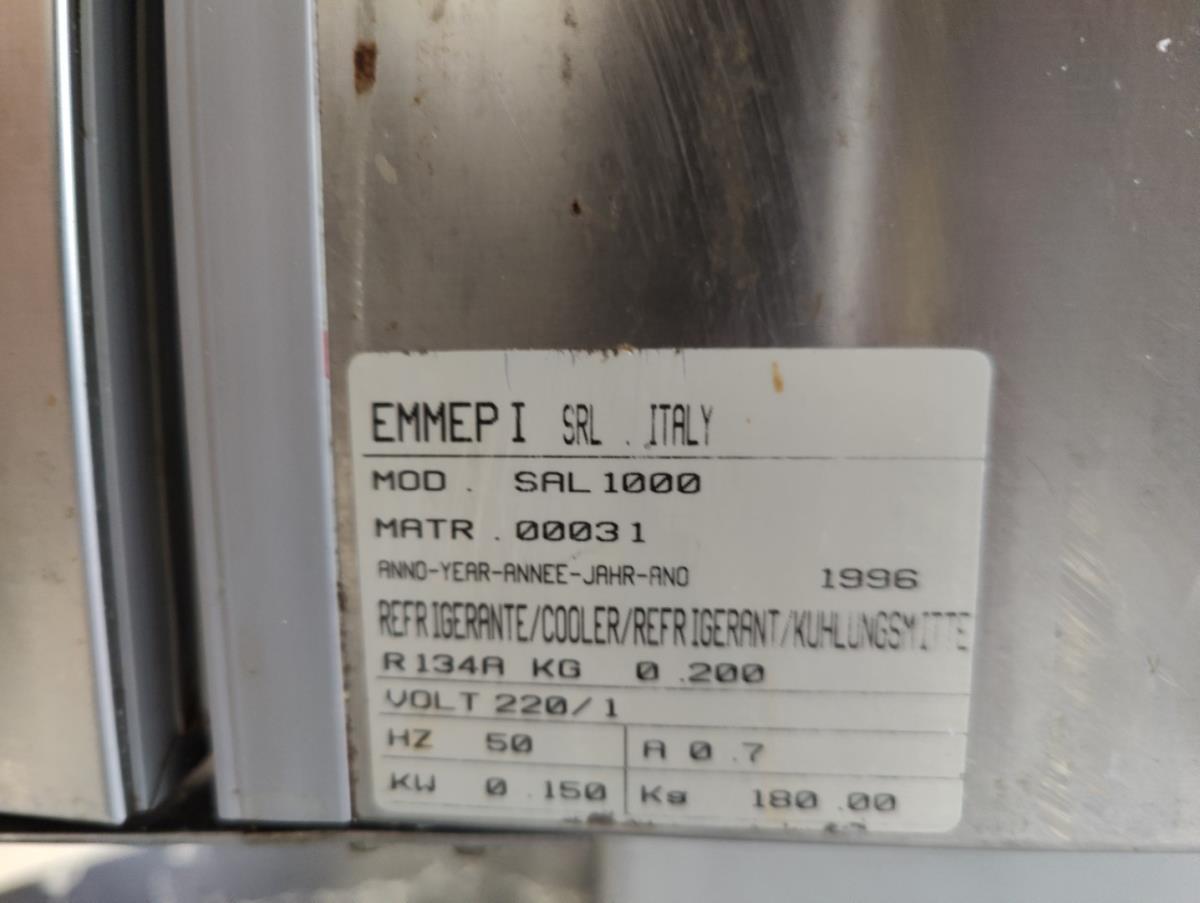 EMMEPI SRL . ITALY
MOD . SAL 1000
MATR . 00031
ANNO-YEAR-ANNEE-JAHR-ANO 1996
REFRIGERANTE/COOLER/REFRIGERANT/KUHLUNGSMITTE
R134A KG 0 .200
VOLT 220/1
HZ 50 A 0 .7
KW 0 .150 Kg 180 .00